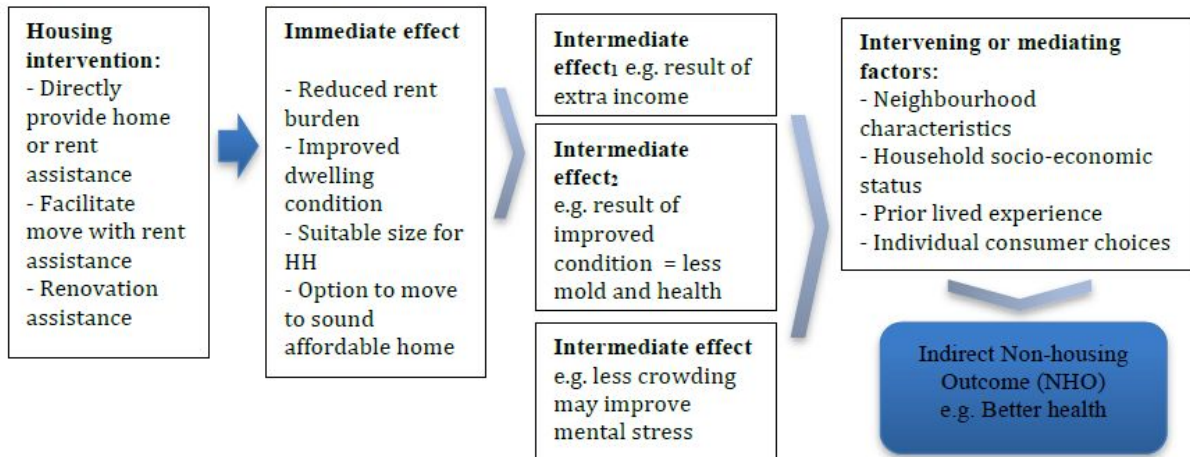 Housing
intervention:
- Directly
provide home
or rent
assistance
- Facilitate
move with rent
assistance
- Renovation
assistance
Immediate effect
- Reduced rent
burden
- Improved
dwelling
condition
- Suitable size for
HH
- Option to move
to sound
affordable home
Intermediate
effect₁ e.g. result of
extra income
Intermediate
effect₂
e.g. result of
improved
condition = less
mold and health
Intermediate effect
e.g. less crowding
may improve
mental stress
Intervening or mediating
factors:
- Neighbourhood
characteristics
- Household socio-economic
status
- Prior lived experience
- Individual consumer choices
Indirect Non-housing
Outcome (NHO)
e.g. Better health